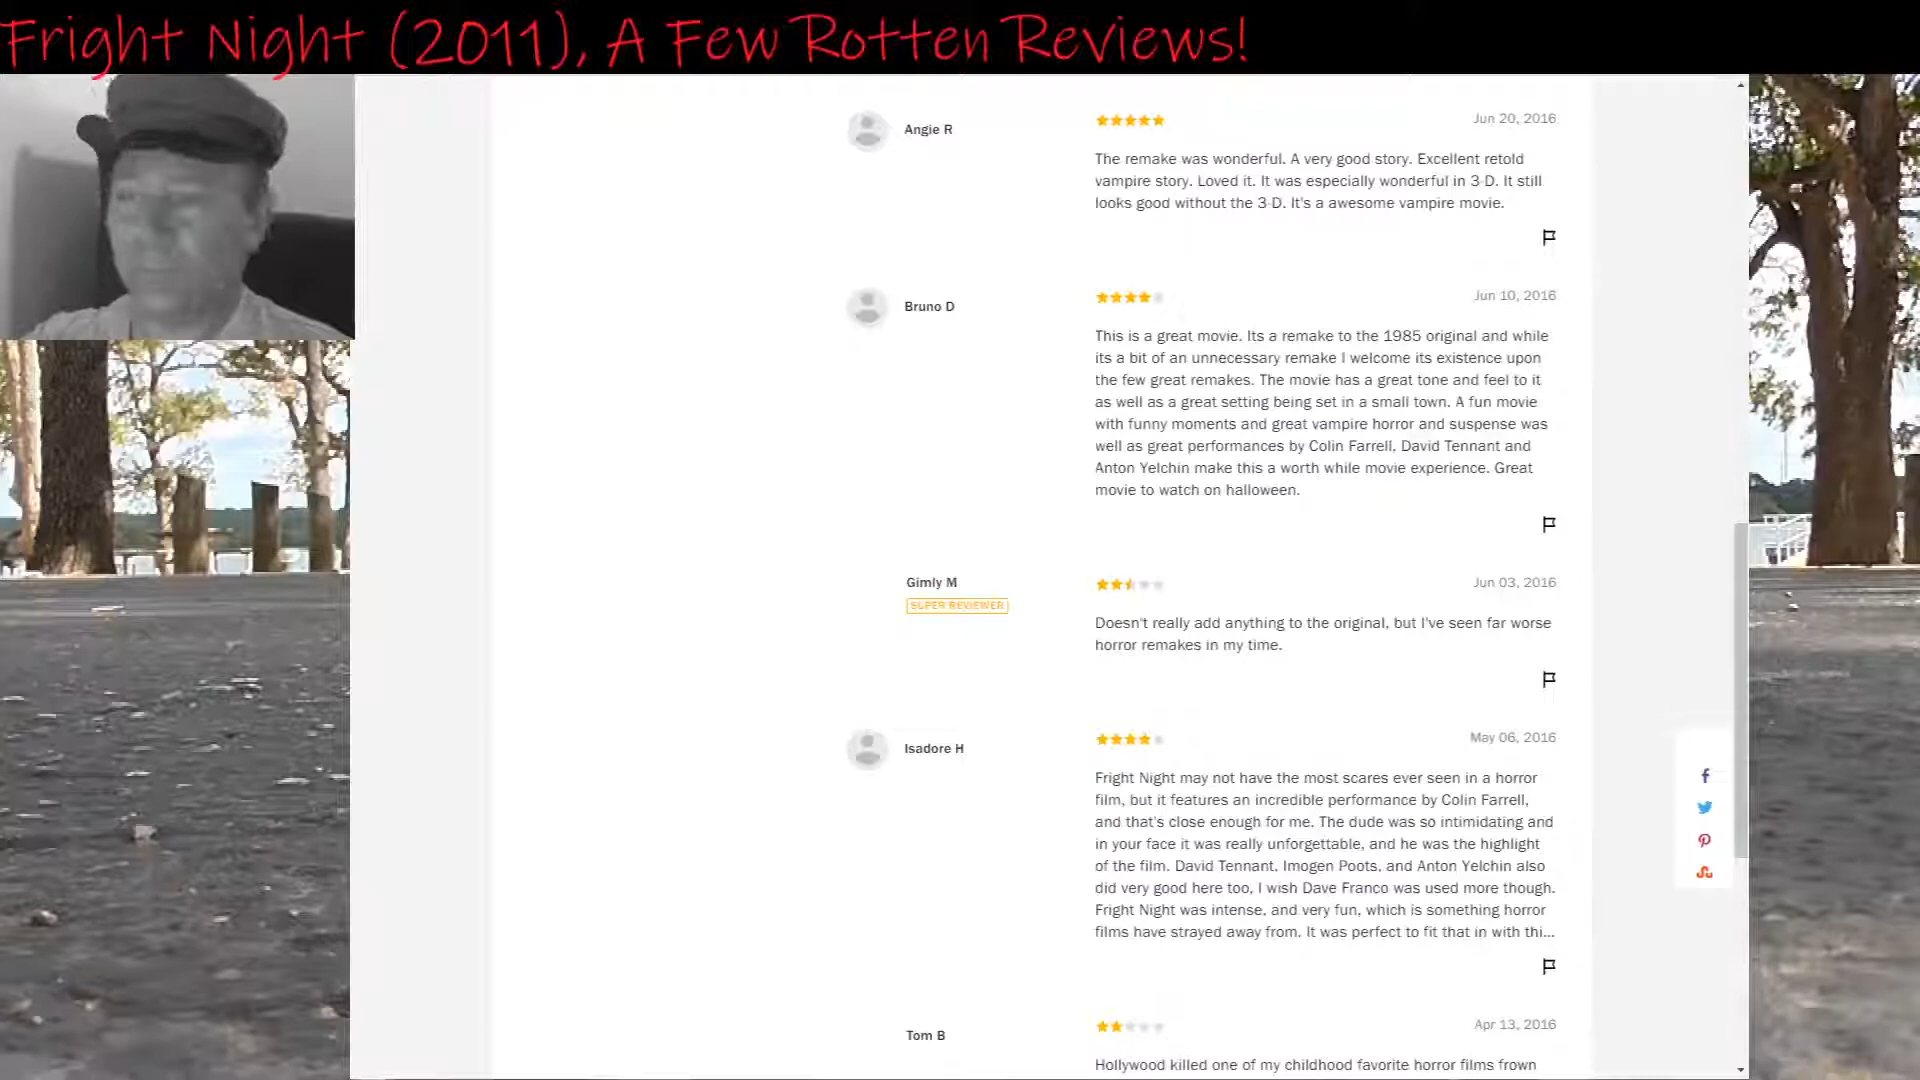 Fright Night (2011), A Few Rotten Reviews!
Angie R
Jun 20, 2016
The remake was wonderful. A very good story. Excellent retold
vampire story. Loved it. It was especially wonderful in 3-D. It still
looks good without the 3-D. It's a awesome vampire movie.
Bruno D
Jun 10, 2016
This is a great movie. Its a remake to the 1985 original and while
its a bit of an unnecessary remake I welcome its existence upon
the few great remakes. The movie has a great tone and feel to it
as well as a great setting being set in a small town. A fun movie
with funny moments and great vampire horror and suspense was
well as great performances by Colin Farrell, David Tennant and
Anton Yelchin make this a worth while movie experience. Great
movie to watch on halloween.
Gimly M
SUPER REVIEWER
Jun 03, 2016
Doesn't really add anything to the original, but I've seen far worse
horror remakes in my time.
Isadore H
May 06, 2016
Fright Night may not have the most scares ever seen in a horror
film, but it features an incredible performance by Colin Farrell,
and that's close enough for me. The dude was so intimidating and
in your face it was really unforgettable, and he was the highlight
of the film. David Tennant, Imogen Poots, and Anton Yelchin also
did very good here too, I wish Dave Franco was used more though.
Fright Night was intense, and very fun, which is something horror
films have strayed away from. It was perfect to fit that in with thi...
Tom B
Apr 13, 2016
Hollywood killed one of my childhood favorite horror films frown